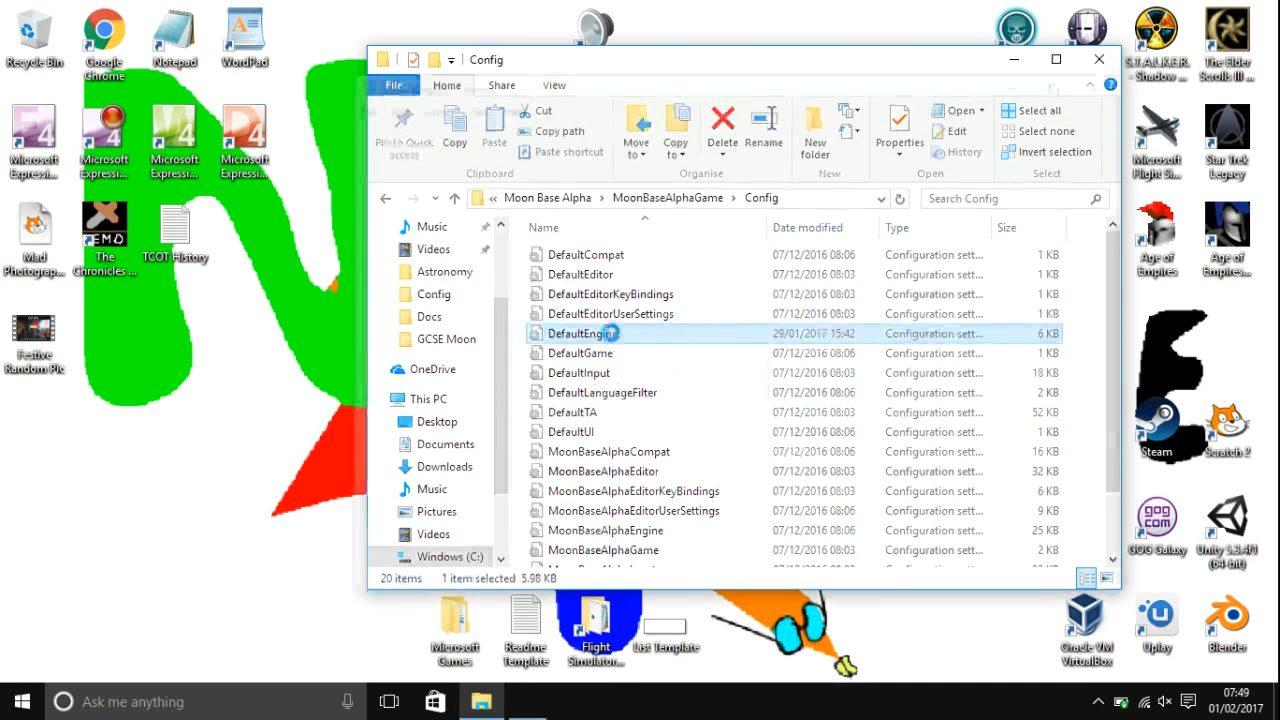 Recycle Bin
Google Chrome
Notepad
WordPad
Microsoft Expressi...
Microsoft Expressi...
Microsoft Expressi...
Microsoft Expressi...
Mad Photograp...
The Chronicles ...
TCOT History
Festive Random Pic
Config
File
Home
Share
View
Pin to Quick access
Copy
Paste
Cut
Copy path
Paste shortcut
Clipboard
Move to
Copy to
Delete
Rename
Organise
New folder
New
Properties
Open
Edit
History
Open
Select all
Select none
Invert selection
Select
« Moon Base Alpha > MoonBaseAlphaGame > Config
Search Config
Music
Videos
Astronomy
Config
Docs
GCSE Moon
OneDrive
This PC
Desktop
Documents
Downloads
Music
Pictures
Videos
Windows (C:)
Name Date modified Type Size
DefaultCompat 07/12/2016 08:06 Configuration sett... 1 KB
DefaultEditor 07/12/2016 08:03 Configuration sett... 1 KB
DefaultEditorKeyBindings 07/12/2016 08:03 Configuration sett... 1 KB
DefaultEditorUserSettings 07/12/2016 08:03 Configuration sett... 1 KB
DefaultEngine 29/01/2017 15:42 Configuration sett... 6 KB
DefaultGame 07/12/2016 08:06 Configuration sett... 1 KB
DefaultInput 07/12/2016 08:03 Configuration sett... 18 KB
DefaultLanguageFilter 07/12/2016 08:06 Configuration sett... 2 KB
DefaultTA 07/12/2016 08:03 Configuration sett... 52 KB
DefaultUI 07/12/2016 08:06 Configuration sett... 2 KB
MoonBaseAlphaCompat 07/12/2016 08:06 Configuration sett... 16 KB
MoonBaseAlphaEditor 07/12/2016 08:03 Configuration sett... 32 KB
MoonBaseAlphaEditorKeyBindings 07/12/2016 08:03 Configuration sett... 6 KB
MoonBaseAlphaEditorUserSettings 07/12/2016 08:03 Configuration sett... 9 KB
MoonBaseAlphaEngine 07/12/2016 08:06 Configuration sett... 25 KB
MoonBaseAlphaGame 07/12/2016 08:03 Configuration sett... 2 KB
20 items 1 item selected 5.98 KB
S.T.A.L.K.E.R. - Shadow ...
The Elder Scrolls III ...
Microsoft Flight Si...
Star Trek Legacy
Age of Empires
Age of Empires...
Steam
Scratch 2
GOG COM
GOG Galaxy
Unity 5.3.4f1 (64-bit)
Microsoft Games
Readme Template
Flight Simulator...
List Template
Oracle VM VirtualBox
Uplay
Blender
Ask me anything
07:49
01/02/2017